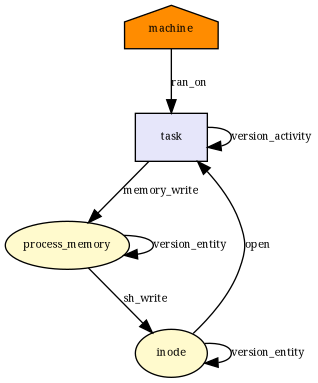 machine
ran_on
task
version_activity
memory_write
process_memory
version_entity
open
sh_write
inode
version_entity